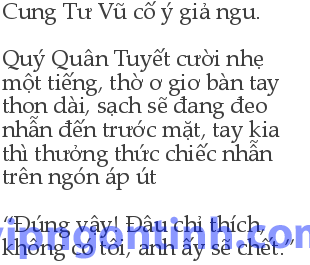 Cung Tư Vũ cố ý giả ngu.
Quý Quân Tuyết cười nhẹ
một tiếng, thờ ơ giơ bàn tay
thon dài, sạch sẽ đang đeo
nhẫn đến trước mặt, tay kia
thì thưởng thức chiếc nhẫn
trên ngón áp út
“Đúng vậy! Đâu chỉ thích,
không có tôi, anh ấy sẽ chết.”
vipngontinh.com